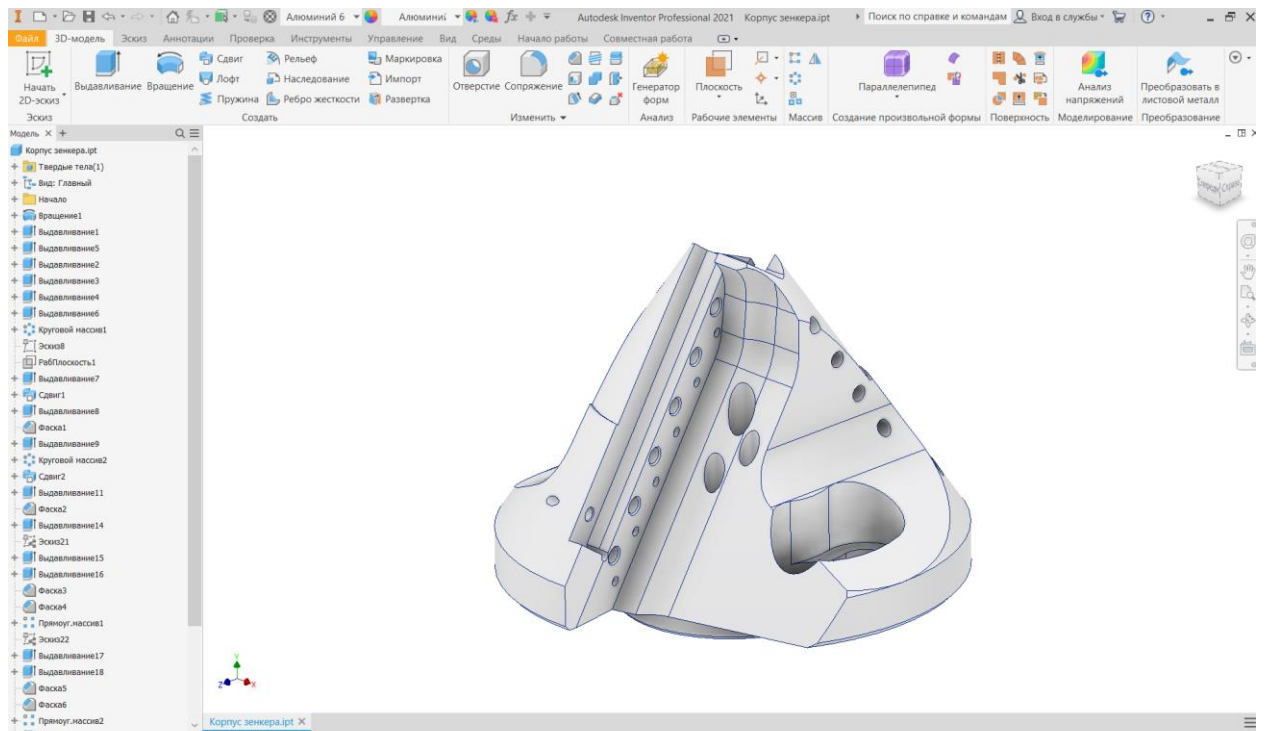 Алюминий 6 Алюминиі fx Autodesk Inventor Professional 2021 Корпус зенкера.ipt Поиск по справке и командам Вход в службы
Файл 3D-модель Эскиз Аннотации Проверка Инструменты Управление Вид Среды Начало работы Совместная работа
Начать 2D-эскиз
Выдавливание
Вращение
Сдвиг
Лофт
Пружина
Рельеф
Наследование
Ребро жесткости
Маркировка
Импорт
Развертка
Отверстие
Сопряжение
Генератор форм
Плоскость
Параллелепипед
Анализ напряжений
Преобразовать в листовой металл
Эскиз Создать Изменить Анализ Рабочие элементы Массив Создание произвольной формы Поверхность Моделирование Преобразование
Модель
Корпус зенкера.ipt
Твердые тела(1)
Вид: Главный
Начало
Вращение1
Выдавливание1
Выдавливание5
Выдавливание2
Выдавливание3
Выдавливание4
Выдавливание6
Круговой массив1
Эскиз8
РабПлоскость1
Выдавливание7
Сдвиг1
Выдавливание8
Фаска1
Выдавливание9
Круговой массив2
Сдвиг2
Выдавливание11
Фаска2
Выдавливание14
Эскиз21
Выдавливание15
Выдавливание16
Фаска3
Фаска4
Прямоуг.массив1
Эскиз22
Выдавливание17
Выдавливание18
Фаска5
Фаска6
Прямоуг.массив2
Y
Z X
Корпус зенкера.ipt